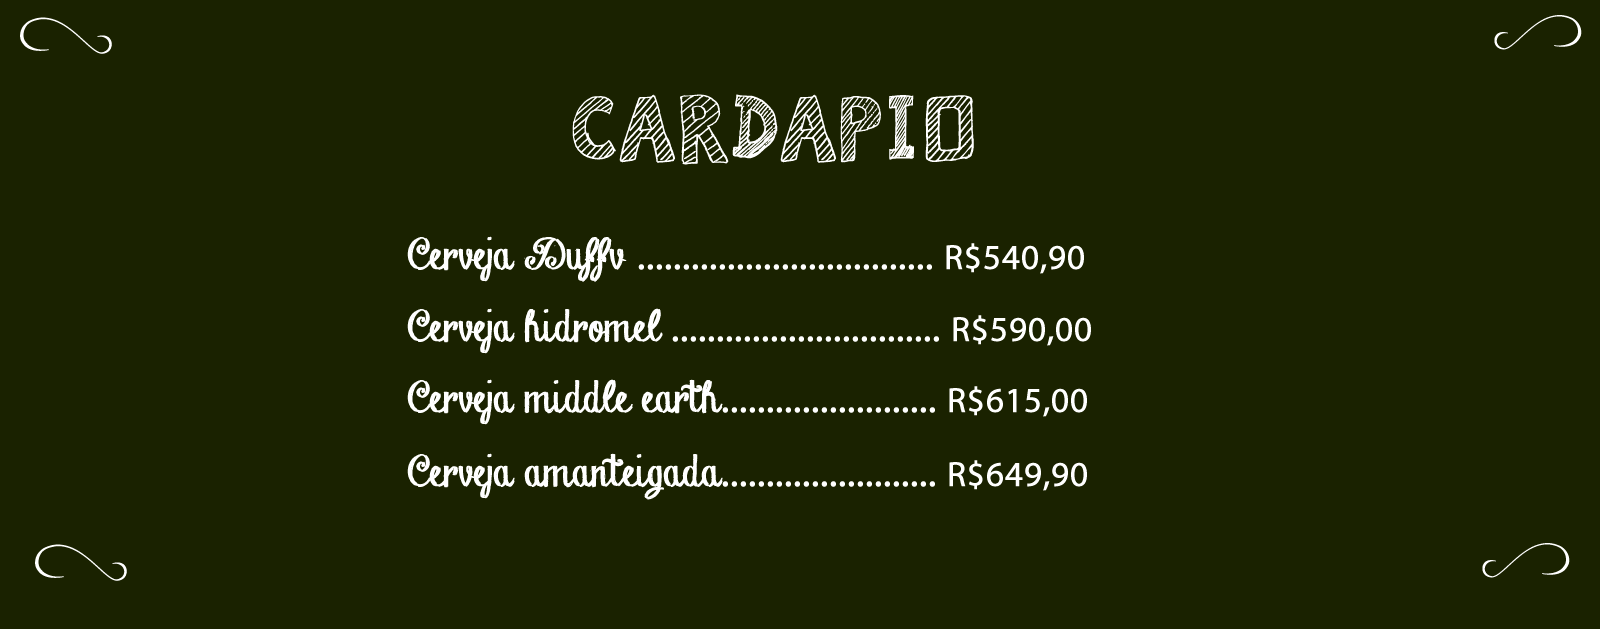 CARDAPIO
Cerveja Duffv ................................. R$540,90
Cerveja hidromel .............................. R$590,00
Cerveja middle earth........................ R$615,00
Cerveja amanteigada........................ R$649,90